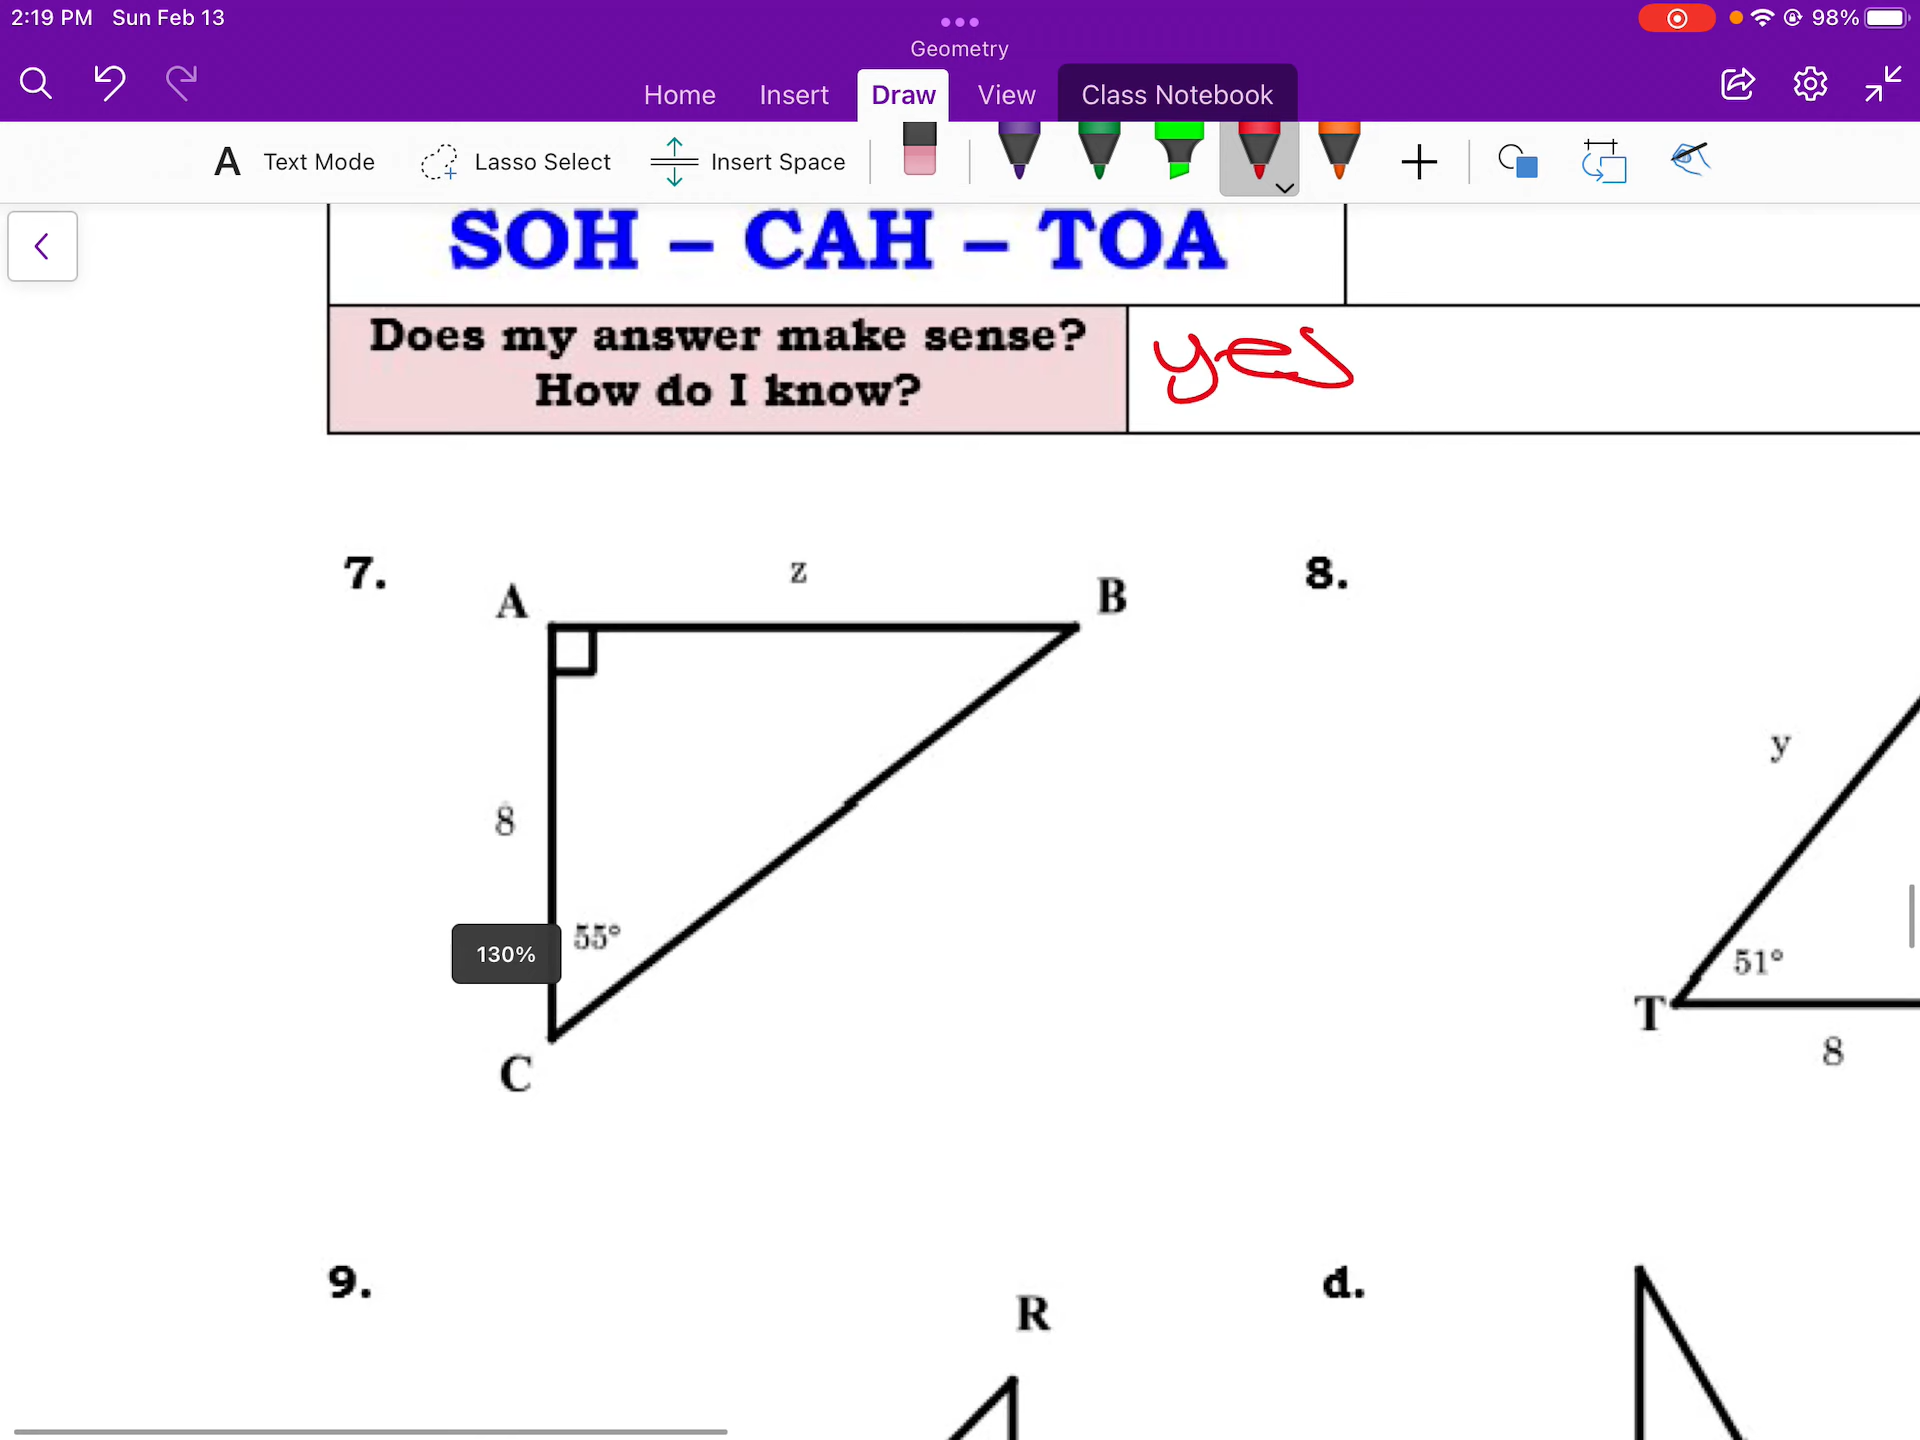 2:19 PM Sun Feb 13
98%
Geometry
Home Insert Draw View Class Notebook
A Text Mode Lasso Select Insert Space
SOH – CAH – TOA
Does my answer make sense?
How do I know?
yes
7.
A
z
B
8
55°
130%
C
8.
y
51°
T
8
9.
R
d.